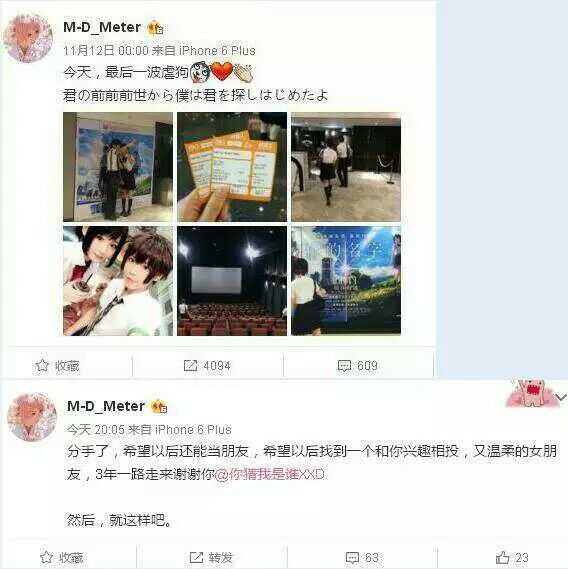 M-D_Meter
11月12日 00:00 来自 iPhone 6 Plus
今天，最后一波虐狗
君の前前前世から僕は君を探しはじめたよ
的名字
收藏
4094
609
M-D_Meter
今天 20:05 来自 iPhone 6 Plus
分手了，希望以后还能当朋友，希望以后找到一个和你兴趣相投，又温柔的女朋
友，3年一路走来谢谢你@你猜我是谁XXD
然后，就这样吧。
收藏
转发
63
23